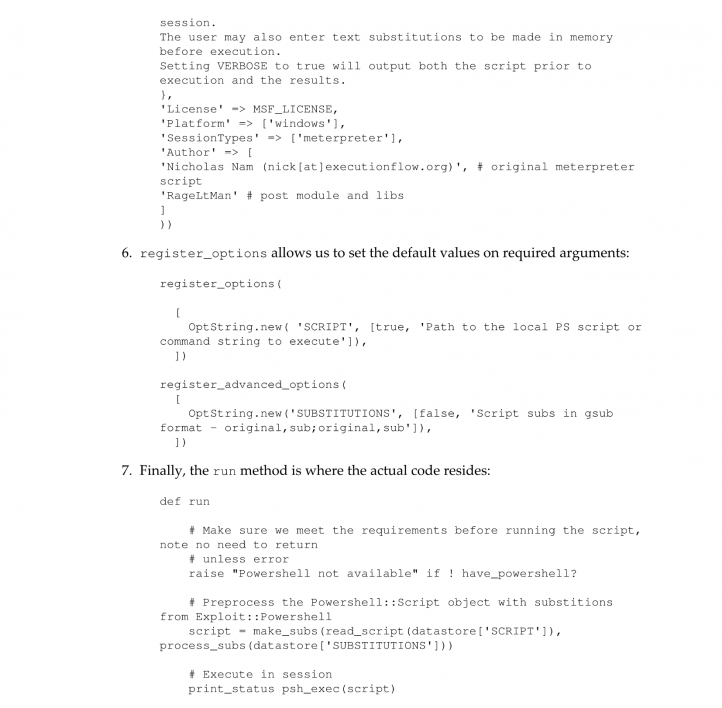 session.
The user may also enter text substitutions to be made in memory
before execution.
Setting VERBOSE to true will output both the script prior to
execution and the results.
},
'License' => MSF_LICENSE,
'Platform' => ['windows'],
'SessionTypes' => ['meterpreter'],
'Author' => [
'Nicholas Nam (nick[at]executionflow.org)', # original meterpreter
script
'RageLtMan' # post module and libs
]
))
6. register_options allows us to set the default values on required arguments:
register_options(
[
OptString.new( 'SCRIPT', [true, 'Path to the local PS script or
command string to execute']),
])
register_advanced_options(
[
OptString.new('SUBSTITUTIONS', [false, 'Script subs in gsub
format – original,sub;original,sub']),
])
7. Finally, the run method is where the actual code resides:
def run
# Make sure we meet the requirements before running the script,
note no need to return
# unless error
raise "Powershell not available" if ! have_powershell?
# Preprocess the Powershell::Script object with substitions
from Exploit::Powershell
script = make_subs(read_script(datastore['SCRIPT']),
process_subs(datastore['SUBSTITUTIONS']))
# Execute in session
print_status psh_exec(script)